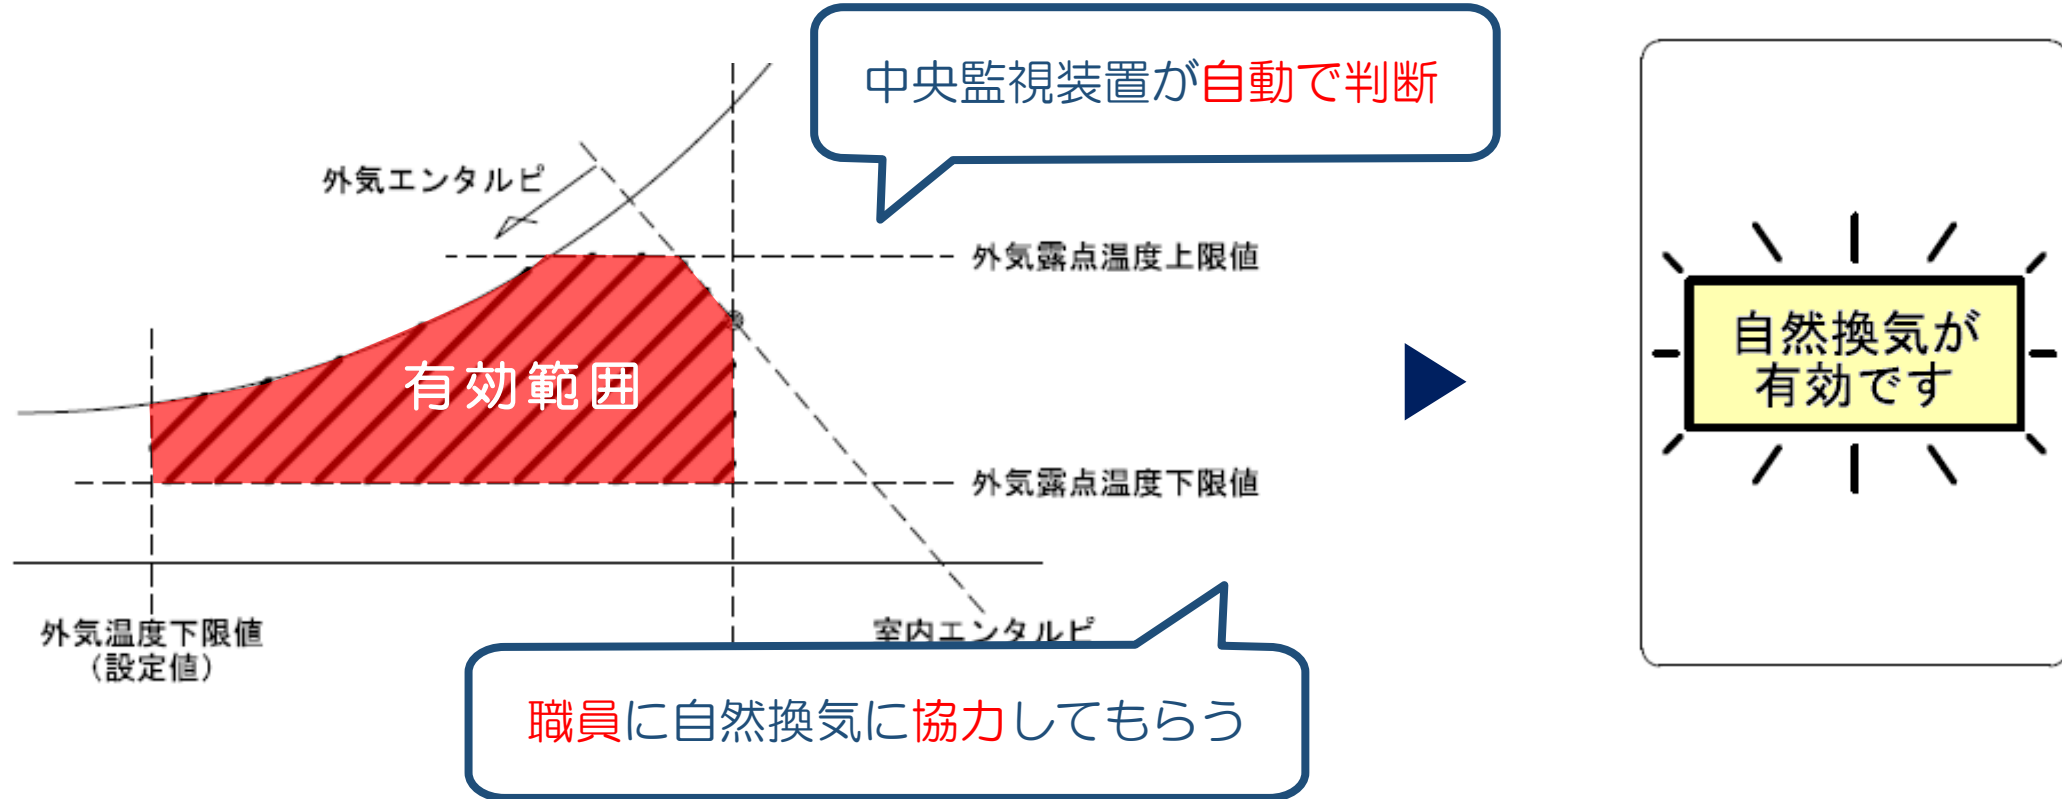 中央監視装置が自動で判断
外気エンタルピ
外気露点温度上限値
有効範囲
外気露点温度下限値
外気温度下限値
（設定値）
室内エンタルピ
職員に自然換気に協力してもらう
自然換気が
有効です